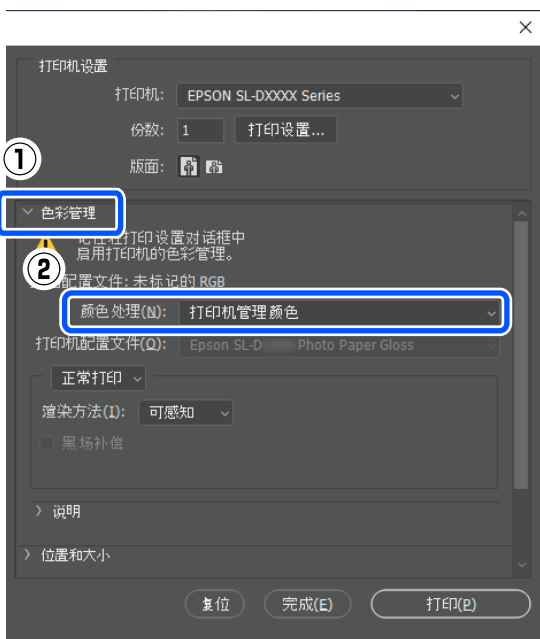 打印机设置
打印机: EPSON SL-DXXXX Series
份数: 1 打印设置...
①
版面:
色彩管理
记住在打印设置对话框中
启用打印机的色彩管理。
②
配置文件: 未标记的 RGB
颜色处理(N): 打印机管理颜色
打印机配置文件(O): Epson SL-D Photo Paper Gloss
正常打印
渲染方法(I): 可感知
黑场补偿
说明
位置和大小
复位 完成(E) 打印(P)